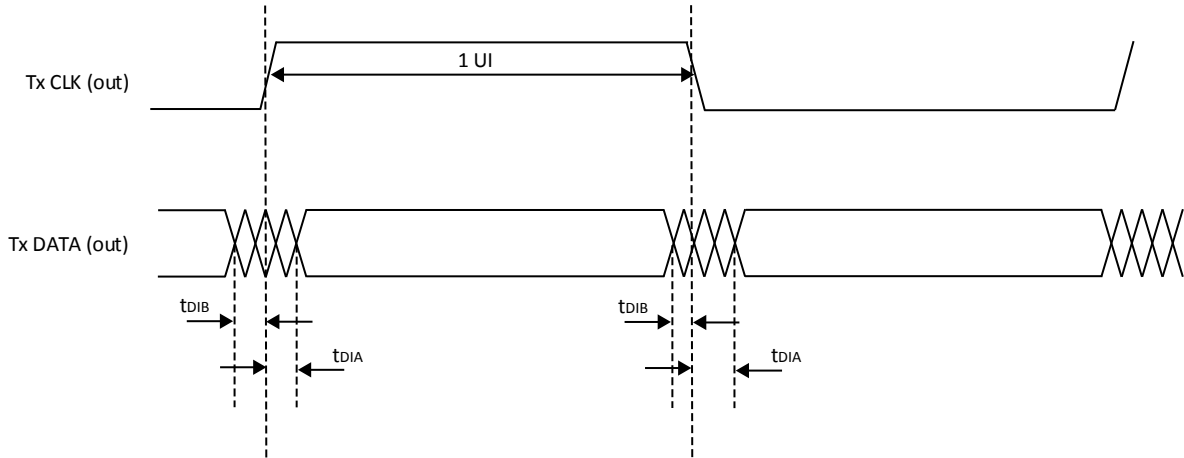 1 UI
Tx CLK (out)
Tx DATA (out)
tDIB
tDIB
tDIA
tDIA